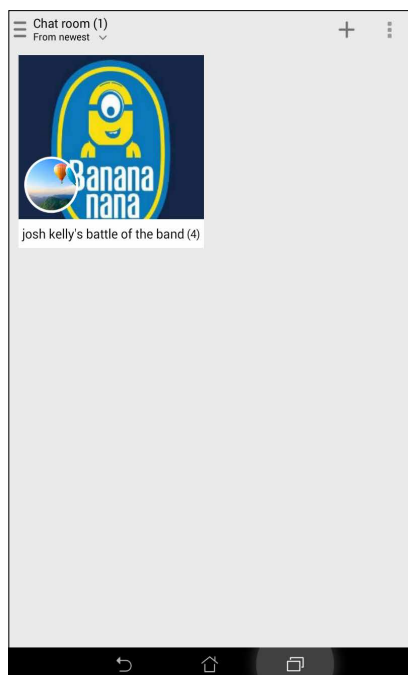 Chat room (1)
From newest
Banana
nana
josh kelly's battle of the band (4)